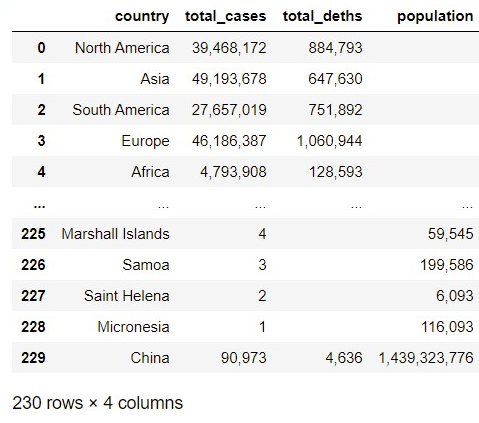 country total_cases total_deths population
0 North America 39,468,172 884,793
1 Asia 49,193,678 647,630
2 South America 27,657,019 751,892
3 Europe 46,186,387 1,060,944
4 Africa 4,793,908 128,593
... ... ... ... ...
225 Marshall Islands 4 59,545
226 Samoa 3 199,586
227 Saint Helena 2 6,093
228 Micronesia 1 116,093
229 China 90,973 4,636 1,439,323,776
230 rows × 4 columns